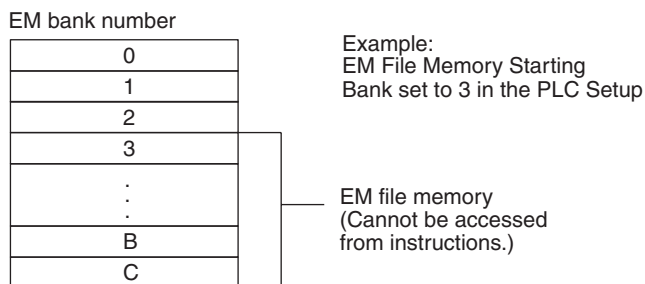 EM bank number
0
1
2
3
.
.
.
B
C
Example:
EM File Memory Starting
Bank set to 3 in the PLC Setup
EM file memory
(Cannot be accessed
from instructions.)